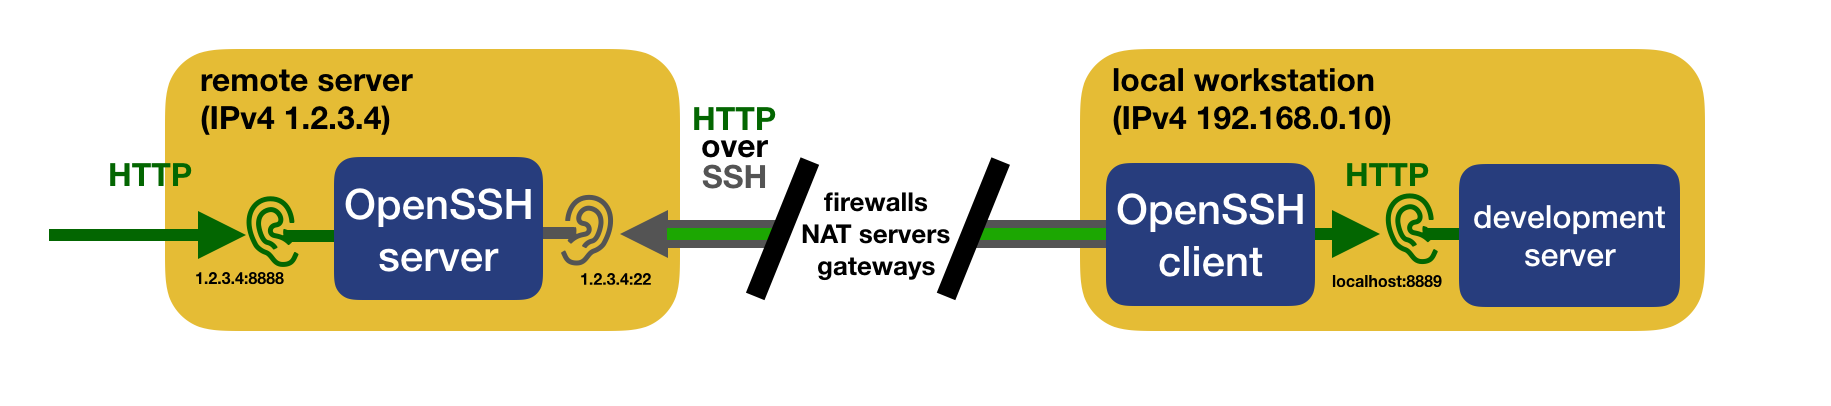 remote server
(IPv4 1.2.3.4)
HTTP
OpenSSH
server
1.2.3.4:8888
1.2.3.4:22
HTTP
over
SSH
firewalls
NAT servers
gateways
local workstation
(IPv4 192.168.0.10)
OpenSSH
client
HTTP
localhost:8889
development
server